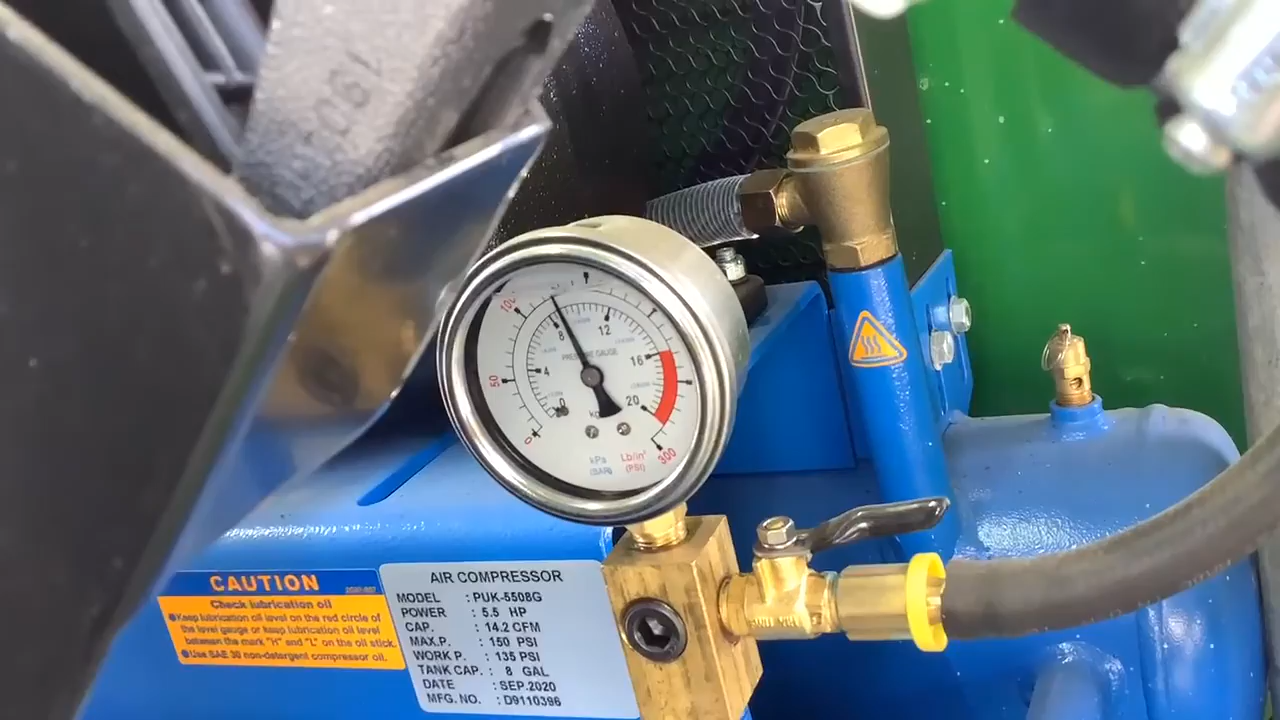 100
50
0
300
4
8
12
16
20
0
PRESSURE GAUGE
kPa
(BAR)
Lb/in²
(PSI)
CAUTION
Check lubrication oil
●Keep lubrication oil level on the red circle of
the level gauge or keep lubrication oil level
between the mark "H" and "L" on the oil stick.
●Use SAE 30 non-detergent compressor oil.
AIR COMPRESSOR
MODEL : PUK-5508G
POWER : 5.5 HP
CAP. : 14.2 CFM
MAX.P. : 150 PSI
WORK P. : 135 PSI
TANK CAP. : 8 GAL
DATE : SEP.2020
MFG. NO. : D9110396